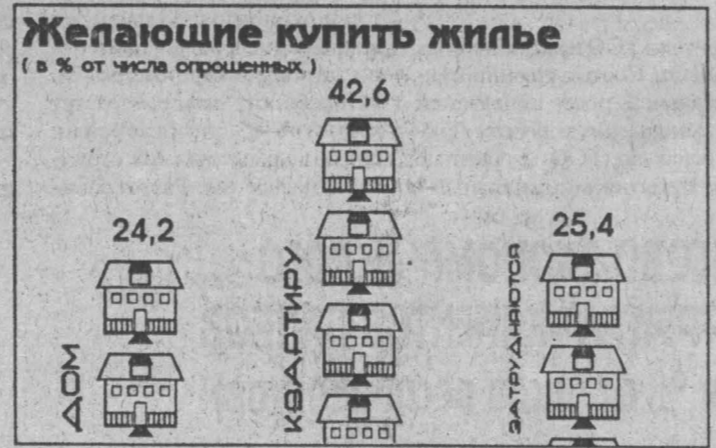 Желающие купить жилье
( в % от числа опрошенных )
42,6
24,2
25,4
ДОМ
КВАРТИРУ
ЗАТРУДНЯЮТСЯ